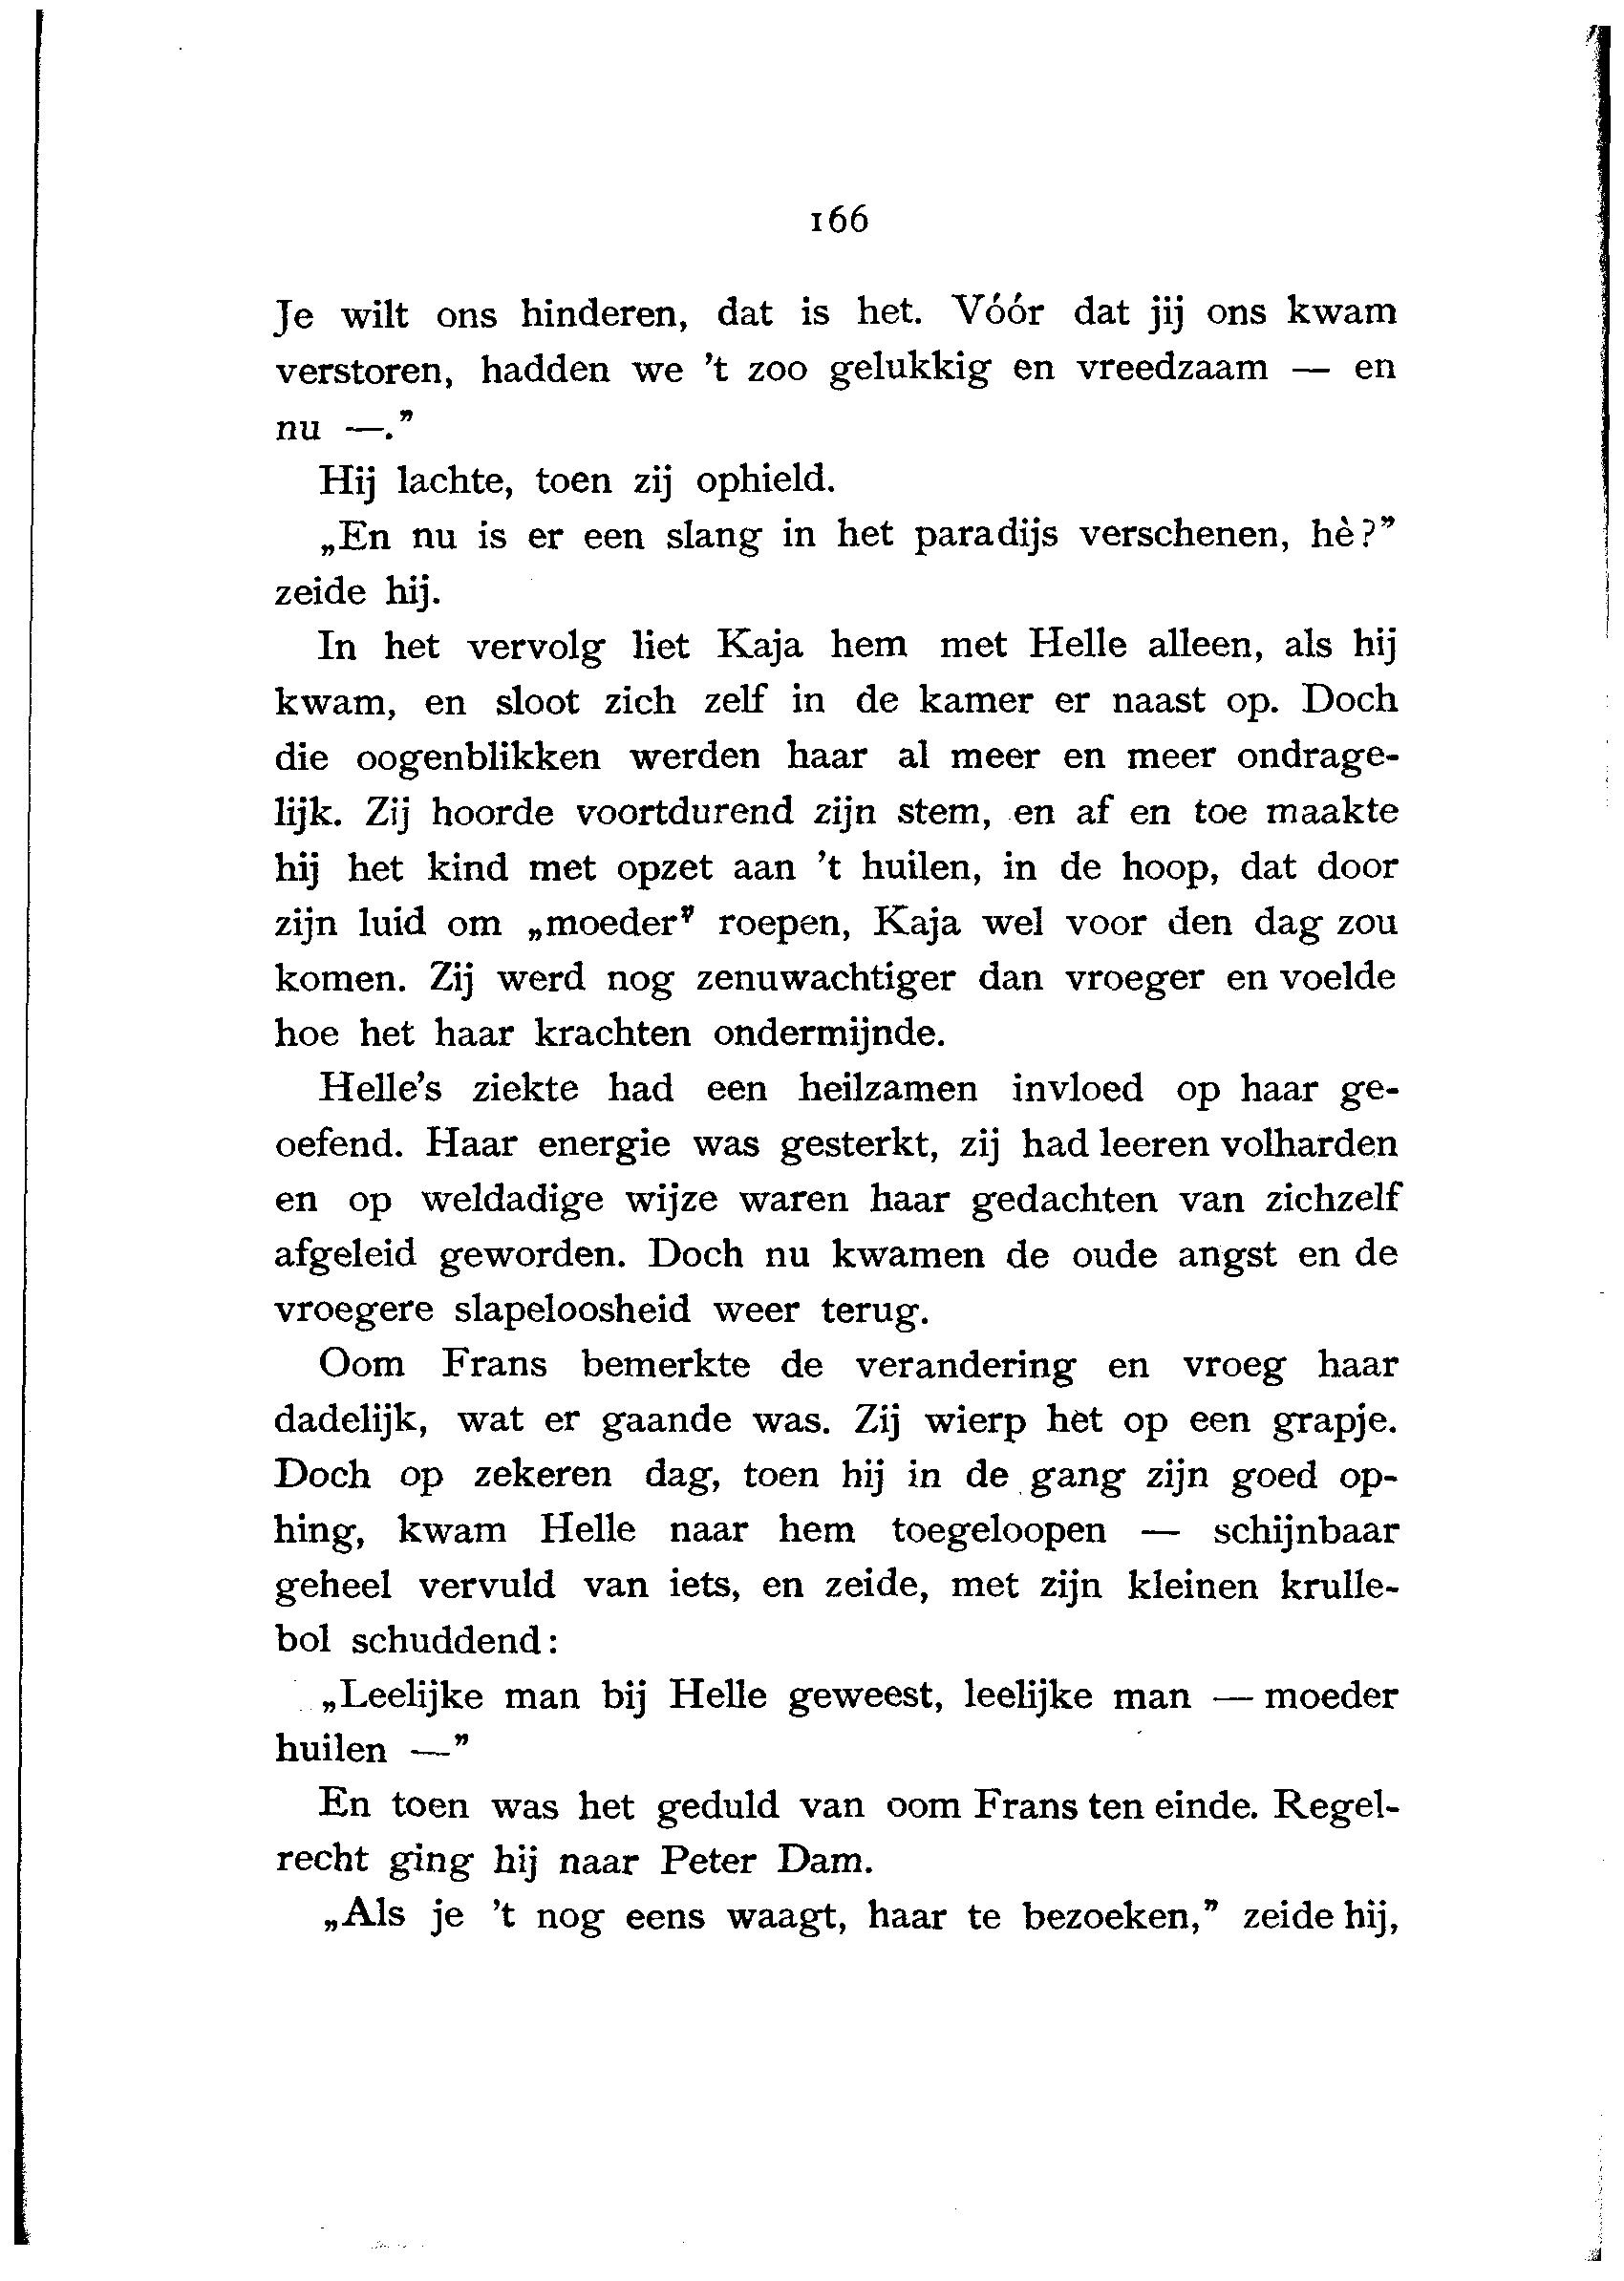 166
Je wilt ons hinderen, dat is het. Vóór dat jij ons kwam
verstoren, hadden we 't zoo gelukkig en vreedzaam — en
nu —.”
Hij lachte, toen zij ophield.
„En nu is er een slang in het paradijs verschenen, hè?”
zeide hij.
In het vervolg liet Kaja hem met Helle alleen, als hij
kwam, en sloot zich zelf in de kamer er naast op. Doch
die oogenblikken werden haar al meer en meer ondrage-
lijk. Zij hoorde voortdurend zijn stem, en af en toe maakte
hij het kind met opzet aan 't huilen, in de hoop, dat door
zijn luid om „moeder” roepen, Kaja wel voor den dag zou
komen. Zij werd nog zenuwachtiger dan vroeger en voelde
hoe het haar krachten ondermijnde.
Helle's ziekte had een heilzamen invloed op haar ge-
oefend. Haar energie was gesterkt, zij had leeren volharden
en op weldadige wijze waren haar gedachten van zichzelf
afgeleid geworden. Doch nu kwamen de oude angst en de
vroegere slapeloosheid weer terug.
Oom Frans bemerkte de verandering en vroeg haar
dadelijk, wat er gaande was. Zij wierp het op een grapje.
Doch op zekeren dag, toen hij in de gang zijn goed op-
hing, kwam Helle naar hem toegeloopen — schijnbaar
geheel vervuld van iets, en zeide, met zijn kleinen krulle-
bol schuddend:
„Leelijke man bij Helle geweest, leelijke man — moeder
huilen —”
En toen was het geduld van oom Frans ten einde. Regel-
recht ging hij naar Peter Dam.
„Als je 't nog eens waagt, haar te bezoeken,” zeide hij,